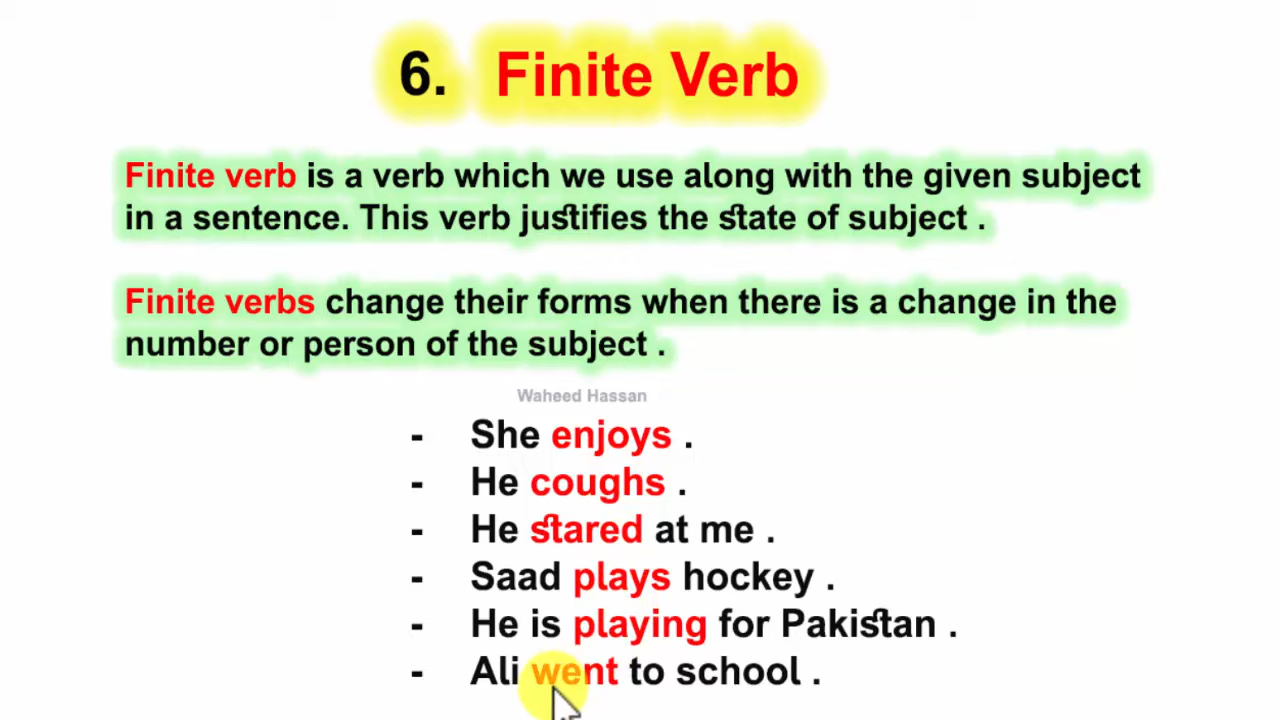 6. Finite Verb
Finite verb is a verb which we use along with the given subject
in a sentence. This verb justifies the state of subject .
Finite verbs change their forms when there is a change in the
number or person of the subject .
Waheed Hassan
- She enjoys .
- He coughs .
- He stared at me .
- Saad plays hockey .
- He is playing for Pakistan .
- Ali went to school .